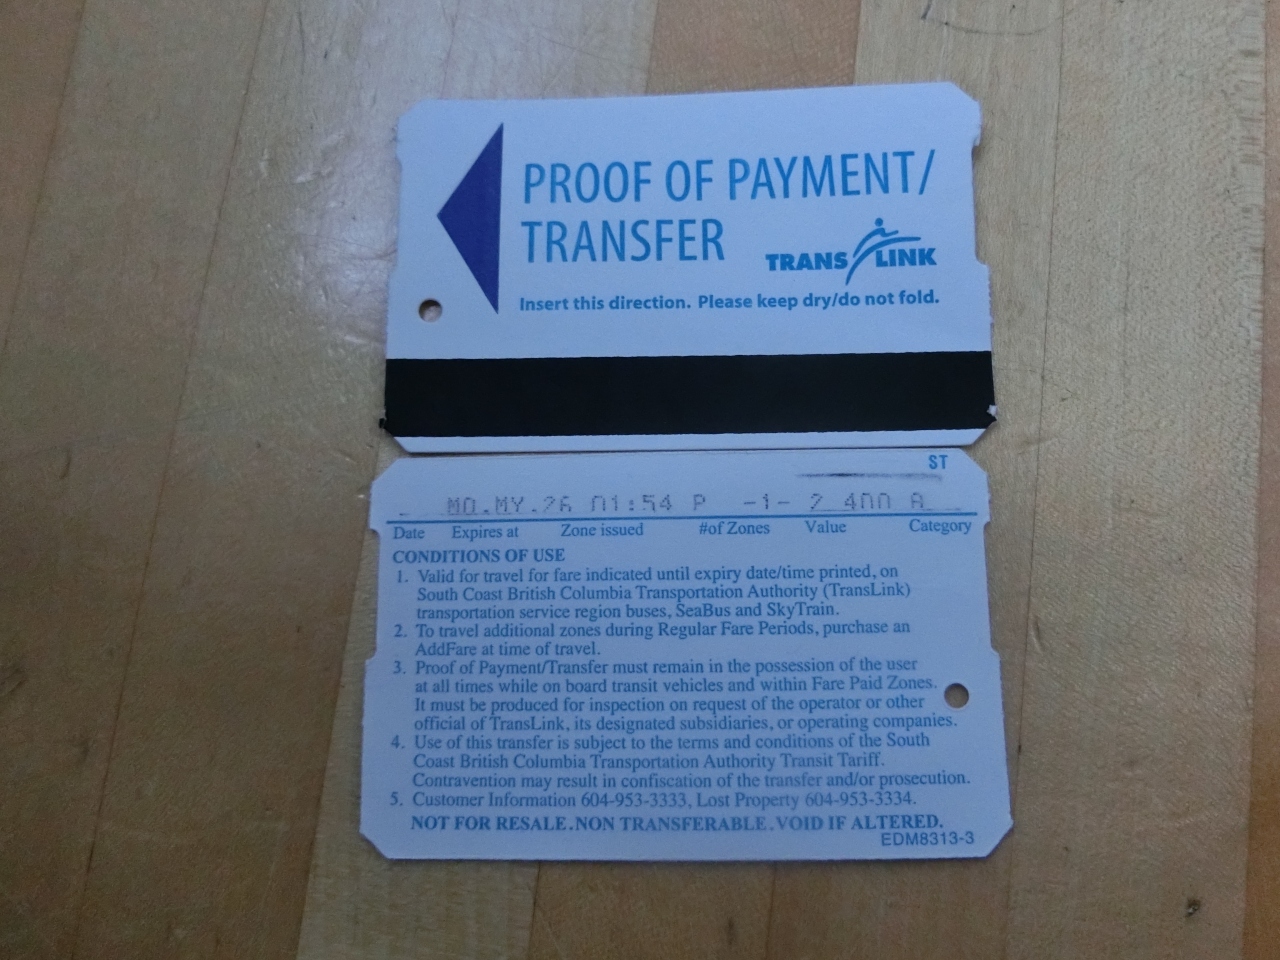 PROOF OF PAYMENT/
TRANSFER
TRANSLINK
Insert this direction. Please keep dry/do not fold.
ST
MO.MY.26 01:54 P -1- 2 400 A
Date Expires at Zone issued #of Zones Value Category
CONDITIONS OF USE
1. Valid for travel for fare indicated until expiry date/time printed, on
South Coast British Columbia Transportation Authority (TransLink)
transportation service region buses, SeaBus and SkyTrain.
2. To travel additional zones during Regular Fare Periods, purchase an
AddFare at time of travel.
3. Proof of Payment/Transfer must remain in the possession of the user
at all times while on board transit vehicles and within Fare Paid Zones.
It must be produced for inspection on request of the operator or other
official of TransLink, its designated subsidiaries, or operating companies.
4. Use of this transfer is subject to the terms and conditions of the South
Coast British Columbia Transportation Authority Transit Tariff.
Contravention may result in confiscation of the transfer and/or prosecution.
5. Customer Information 604-953-3333, Lost Property 604-953-3334.
NOT FOR RESALE.NON TRANSFERABLE.VOID IF ALTERED.
EDM8313-3